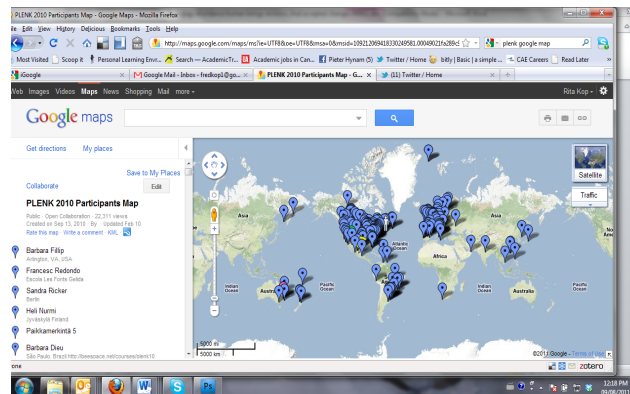 PLENK 2010 Participants Map - Google Maps - Mozilla Firefox
File Edit View History Delicious Bookmarks Tools Help
http://maps.google.com/maps/ms?ie=UTF8&oe=UTF8&msa=0&msid=109212069418330249581.00049021fa289c
plenk google map
Most Visited Scoop it Personal Learning Envir... Search — AcademicTr... Academic jobs in Can... Pieter Hynam (5) Twitter / Home bitly | Basic | a simple ... CAE Careers Read Later
iGoogle
Google Mail - Inbox - fredkop1@go...
PLENK 2010 Participants Map - G...
(11) Twitter / Home
Web Images Videos Maps News Shopping Mail more
Rita Kop
Google maps
Get directions My places
Save to My Places
Collaborate Edit
PLENK 2010 Participants Map
Public · Open Collaboration · 22,311 views
Created on Sep 13, 2010 · By · Updated Feb 10
Rate this map · Write a comment · KML
Barbara Fillip
Arlington, VA, USA
Francesc Redondo
Escola Les Fonts Gelida
Sandra Ricker
Berlin
Heli Nurmi
Jyväskylä Finland
Paikkamerkintä 5
Barbara Dieu
São Paulo, Brazil http://beespace.net/courses/plenk10
Satellite
Traffic
Asia
Atlantic Ocean
Africa
Asia
Indian Ocean
Pacific Ocean
Indian Ocean
Australia
Pacific Ocean
5000 mi
5000 km
©2011 Google - Terms of Use
zotero
12:18 PM
09/08/2011